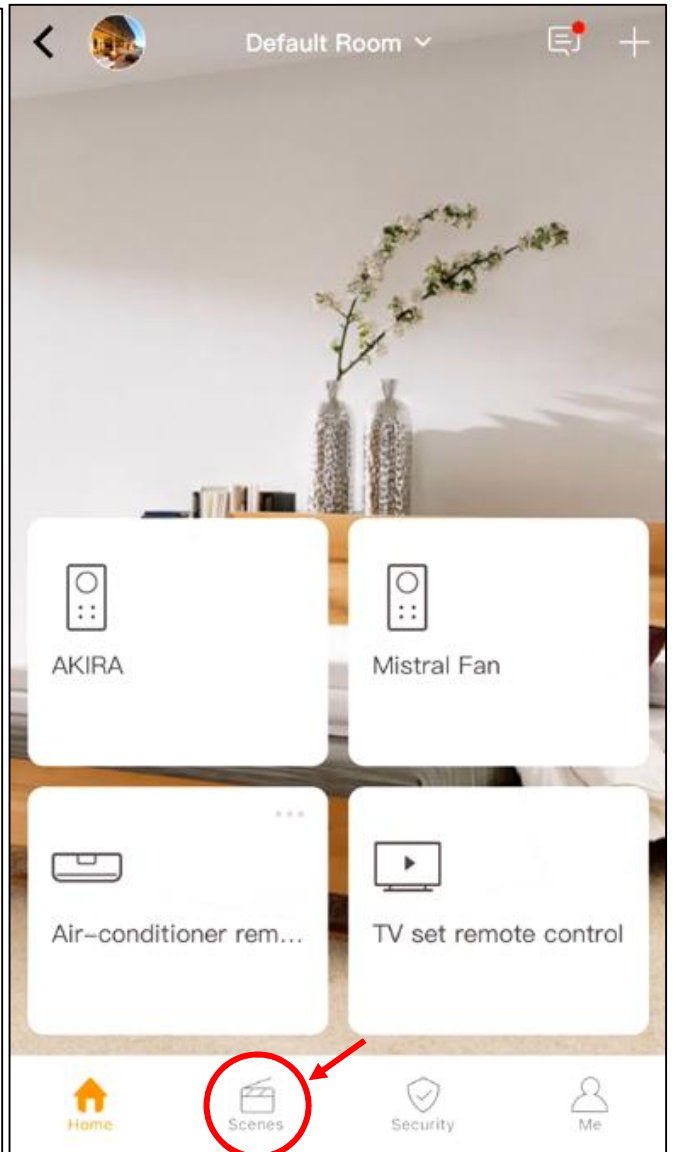 Default Room
AKIRA
Mistral Fan
Air-conditioner rem...
TV set remote control
Home
Scenes
Security
Me